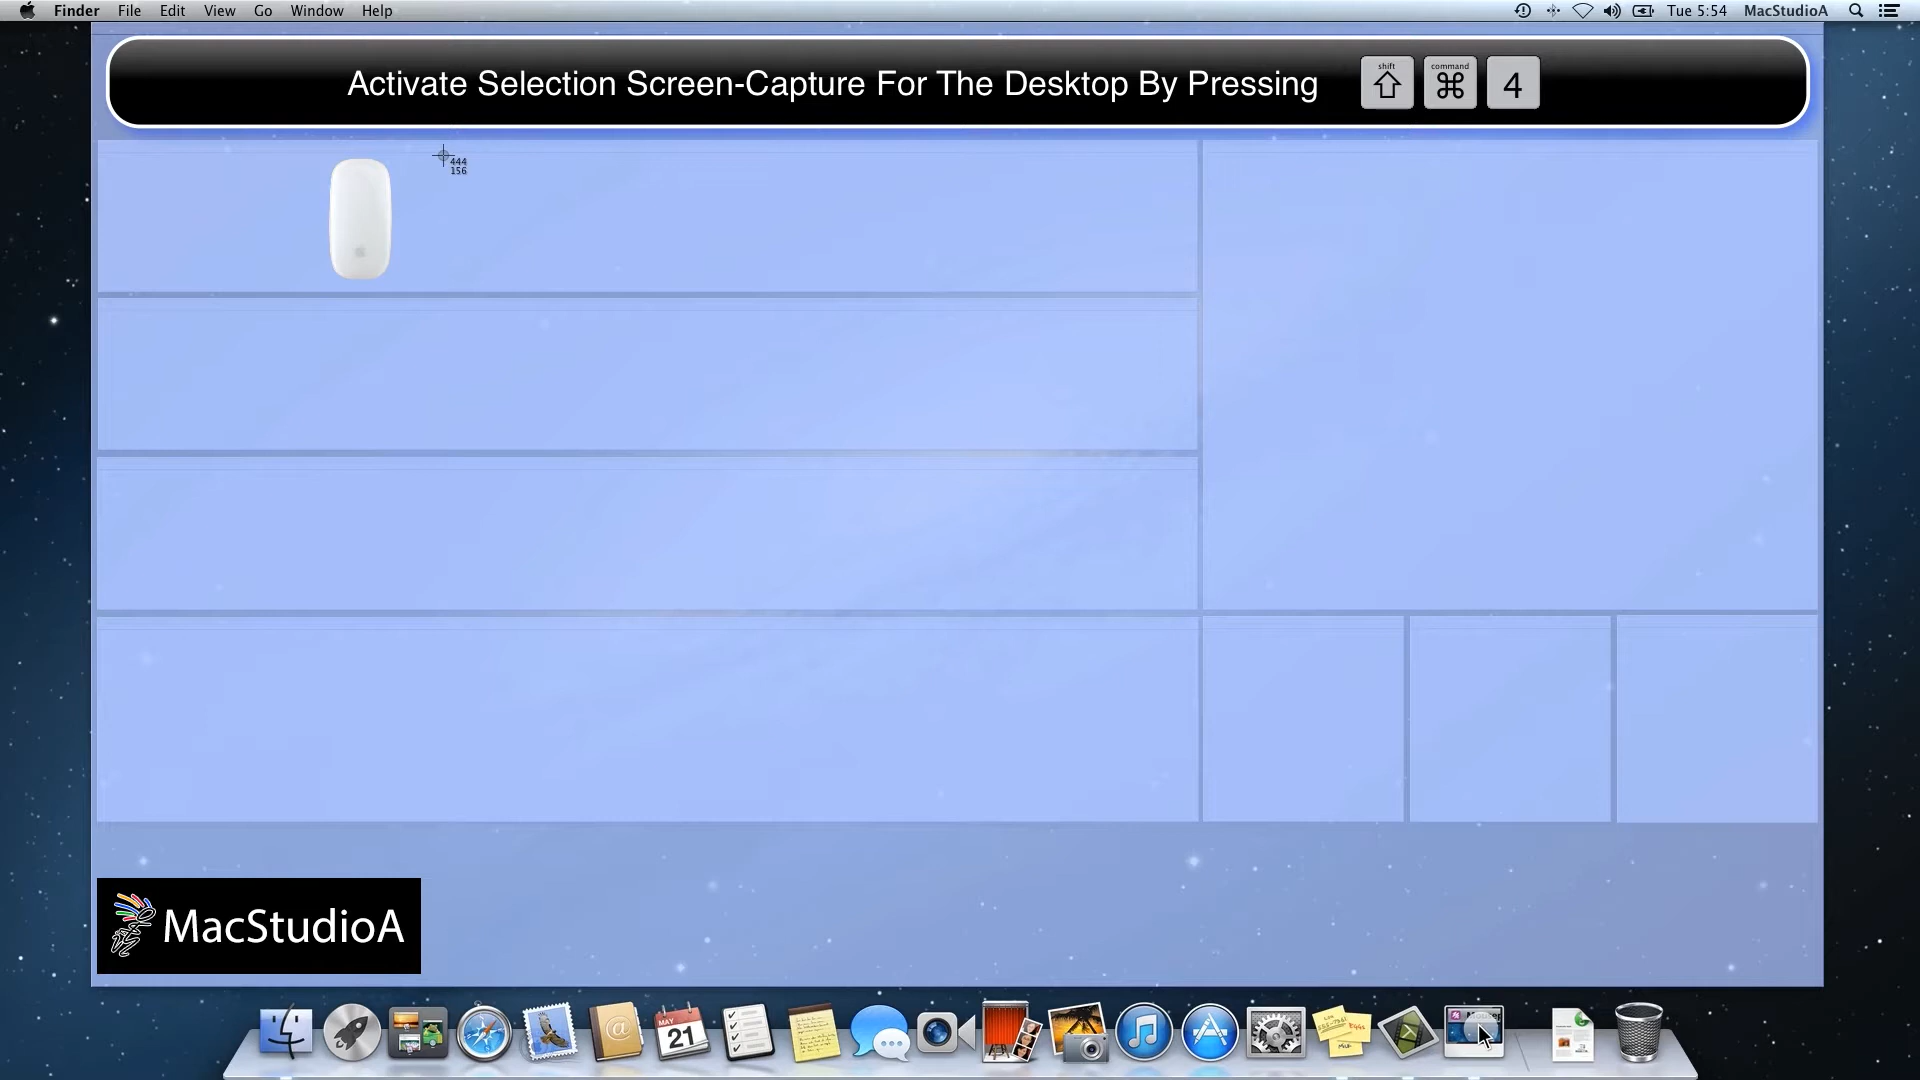 Finder File Edit View Go Window Help Tue 5:54 MacStudioA
Activate Selection Screen-Capture For The Desktop By Pressing shift ⇧ command ⌘ 4
444
156
MacStudioA
MAY
21